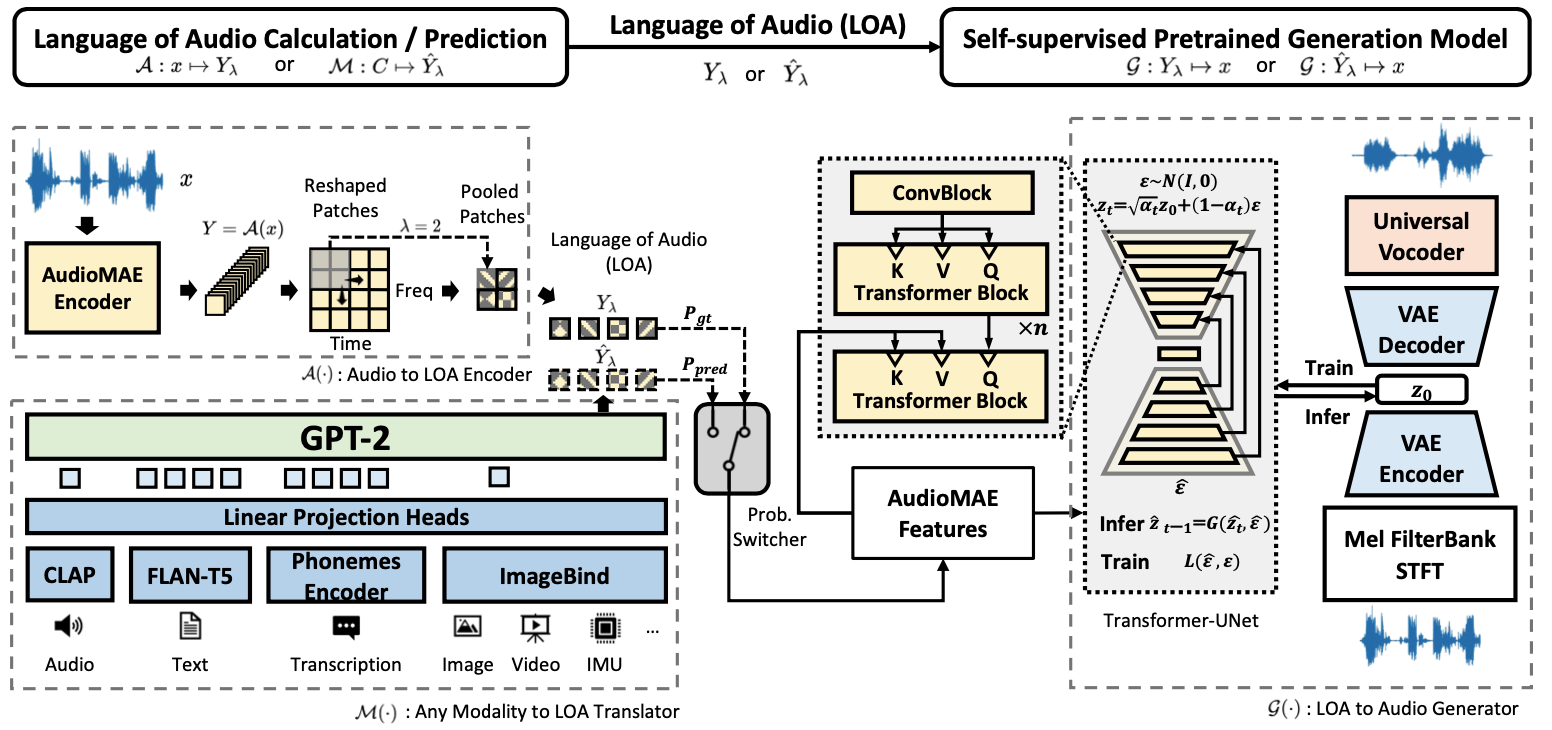 Language of Audio Calculation / Prediction
𝒜 : x ↦ Y_λ or ℳ : C ↦ Ŷ_λ
Language of Audio (LOA)
Y_λ or Ŷ_λ
Self-supervised Pretrained Generation Model
𝒢 : Y_λ ↦ x or 𝒢 : Ŷ_λ ↦ x
x
AudioMAE
Encoder
Y = 𝒜(x)
Reshaped
Patches
λ = 2
Freq
Time
Pooled
Patches
𝒜(·) : Audio to LOA Encoder
Language of Audio
(LOA)
Y_λ
Ŷ_λ
P_gt
P_pred
Prob.
Switcher
GPT-2
Linear Projection Heads
CLAP
FLAN-T5
Phonemes
Encoder
ImageBind
Audio
Text
Transcription
Image
Video
IMU
...
ℳ(·) : Any Modality to LOA Translator
ConvBlock
K V Q
Transformer Block
×n
K V Q
Transformer Block
AudioMAE
Features
ε~N(I, 0)
z_t=√α_t z_0+(1−α_t)ε
ε̂
Infer ẑ_t−1=G(ẑ_t, ε̂)
Train L(ε̂, ε)
Transformer-UNet
Train
Infer
Universal
Vocoder
VAE
Decoder
z_0
VAE
Encoder
Mel FilterBank
STFT
𝒢(·) : LOA to Audio Generator